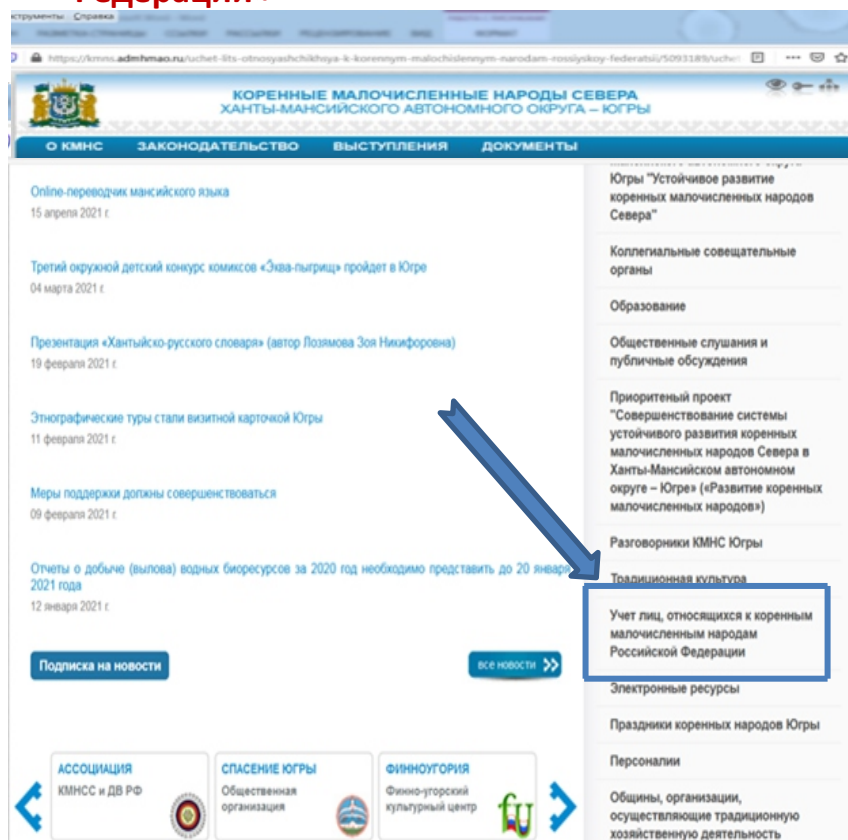 Федерации».
нструменты Справка
https://kmns.admhmao.ru/uchet-lits-otnosyashchikhsya-k-korennym-malochislennym-narodam-rossiyskoy-federatsii/5093189/uchet
КОРЕННЫЕ МАЛОЧИСЛЕННЫЕ НАРОДЫ СЕВЕРА
ХАНТЫ-МАНСИЙСКОГО АВТОНОМНОГО ОКРУГА – ЮГРЫ
О КМНС ЗАКОНОДАТЕЛЬСТВО ВЫСТУПЛЕНИЯ ДОКУМЕНТЫ
Online-переводчик мансийского языка
15 апреля 2021 г.
Третий окружной детский конкурс комиксов «Эква-пыгрищ» пройдет в Югре
04 марта 2021 г.
Презентация «Хантыйско-русского словаря» (автор Лозямова Зоя Никифоровна)
19 февраля 2021 г.
Этнографические туры стали визитной карточкой Югры
11 февраля 2021 г.
Меры поддержки должны совершенствоваться
09 февраля 2021 г.
Отчеты о добыче (вылова) водных биоресурсов за 2020 год необходимо представить до 20 января
2021 года
12 января 2021 г.
Подписка на новости
все новости
Югры "Устойчивое развитие
коренных малочисленных народов
Севера"
Коллегиальные совещательные
органы
Образование
Общественные слушания и
публичные обсуждения
Приоритеный проект
"Совершенствование системы
устойчивого развития коренных
малочисленных народов Севера в
Ханты-Мансийском автономном
округе – Югре» («Развитие коренных
малочисленных народов»)
Разговорники КМНС Югры
Традиционная культура
Учет лиц, относящихся к коренным
малочисленным народам
Российской Федерации
Электронные ресурсы
Праздники коренных народов Югры
Персоналии
Общины, организации,
осуществляющие традиционную
хозяйственную деятельность
АССОЦИАЦИЯ
КМНСС и ДВ РФ
СПАСЕНИЕ ЮГРЫ
Общественная
организация
ФИННОУГОРИЯ
Финно-угорский
культурный центр
fu